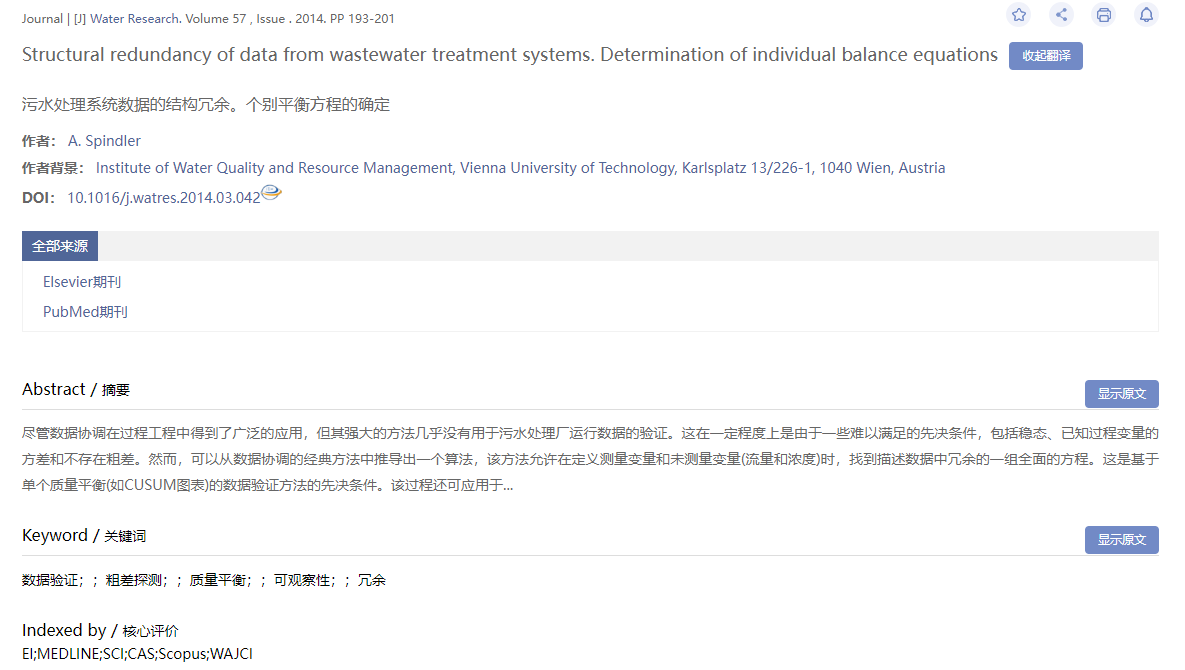 Journal | [J] Water Research. Volume 57 , Issue . 2014. PP 193-201
Structural redundancy of data from wastewater treatment systems. Determination of individual balance equations
收起翻译
污水处理系统数据的结构冗余。个别平衡方程的确定
作者： A. Spindler
作者背景： Institute of Water Quality and Resource Management, Vienna University of Technology, Karlsplatz 13/226-1, 1040 Wien, Austria
DOI： 10.1016/j.watres.2014.03.042
全部来源
Elsevier期刊
PubMed期刊
Abstract / 摘要
显示原文
尽管数据协调在过程工程中得到了广泛的应用，但其强大的方法几乎没有用于污水处理厂运行数据的验证。这在一定程度上是由于一些难以满足的先决条件，包括稳态、已知过程变量的
方差和不存在粗差。然而，可以从数据协调的经典方法中推导出一个算法，该方法允许在定义测量变量和未测量变量(流量和浓度)时，找到描述数据中冗余的一组全面的方程。这是基于
单个质量平衡(如CUSUM图表)的数据验证方法的先决条件。该过程还可应用于...
Keyword / 关键词
显示原文
数据验证；；粗差探测；；质量平衡；；可观察性；；冗余
Indexed by / 核心评价
EI;MEDLINE;SCI;CAS;Scopus;WAJCI